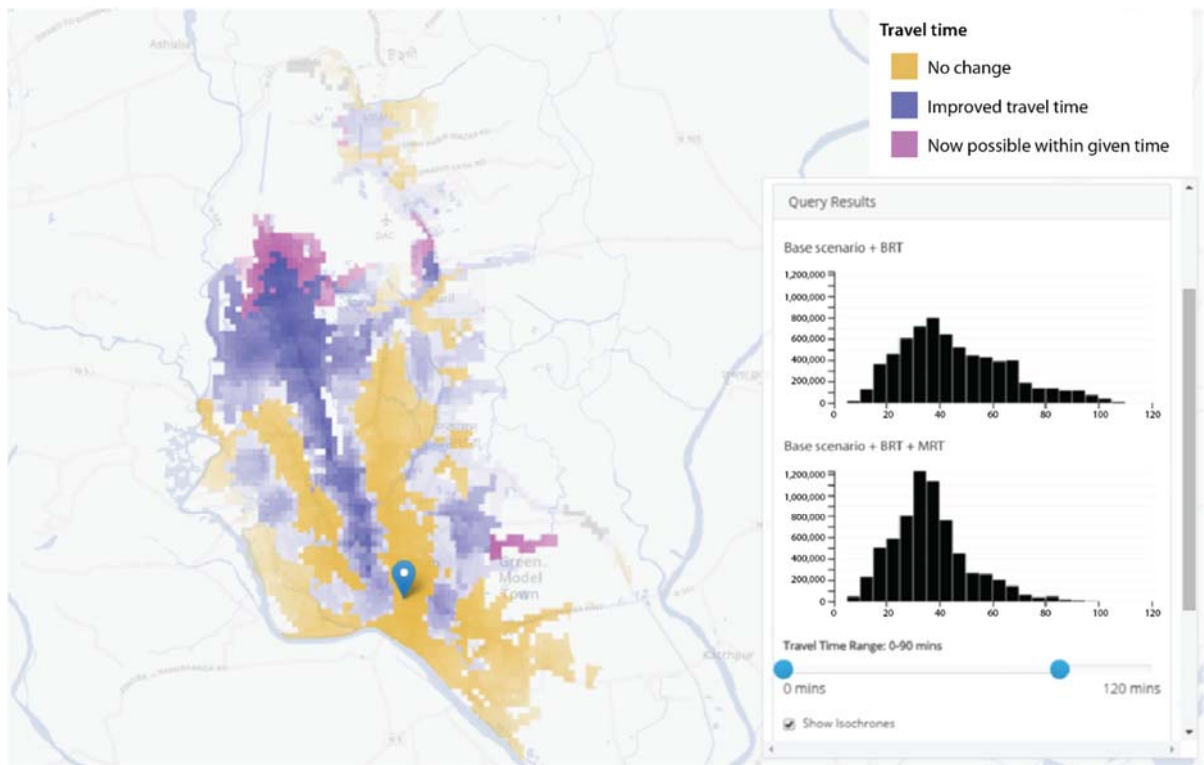 Travel time
No change
Improved travel time
Now possible within given time
Ashulia
DAC
Green
Model
Town
Query Results
Base scenario + BRT
1,200,000
1,000,000
800,000
600,000
400,000
200,000
0
0 20 40 60 80 100 120
Base scenario + BRT + MRT
1,200,000
1,000,000
800,000
600,000
400,000
200,000
0
0 20 40 60 80 100 120
Travel Time Range: 0-90 mins
0 mins 120 mins
Show Isochrones